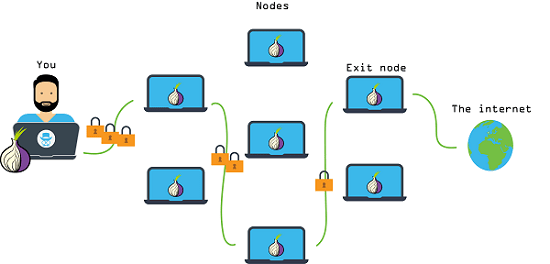 Nodes
You
Exit node
The internet